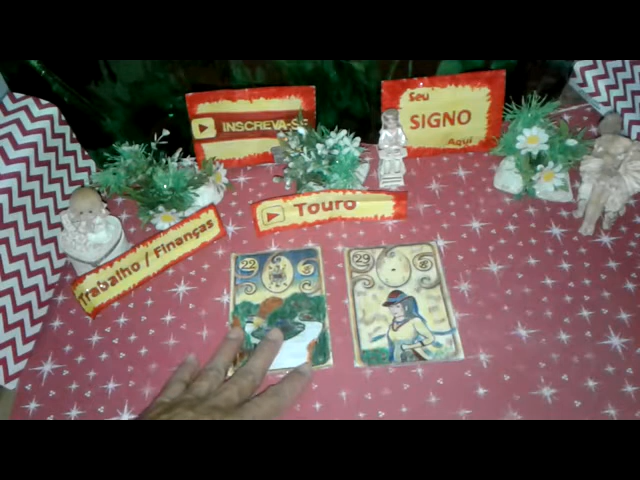 INSCREVA-SE
Seu
SIGNO
Aqui
Touro
Trabalho / Finanças
22
29